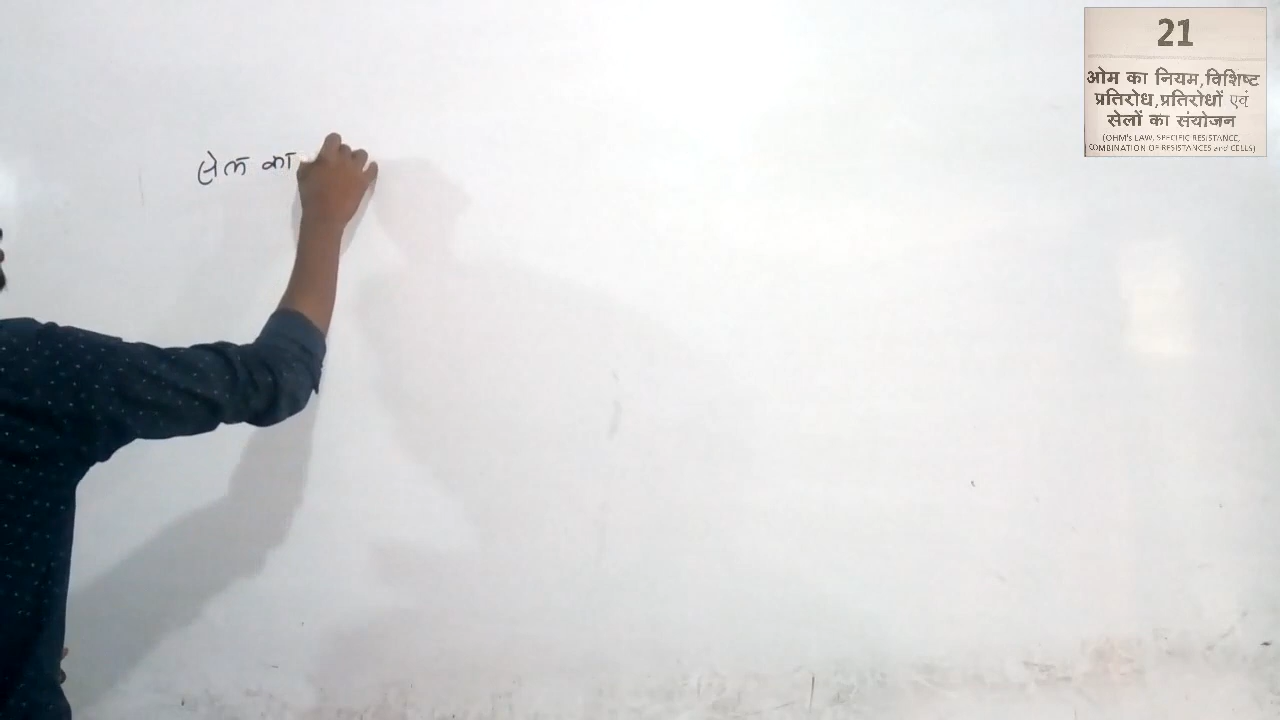 सेल का
21
ओम का नियम,विशिष्ट
प्रतिरोध,प्रतिरोधों एवं
सेलों का संयोजन
(OHM's LAW, SPECIFIC RESISTANCE,
COMBINATION OF RESISTANCES and CELLS)